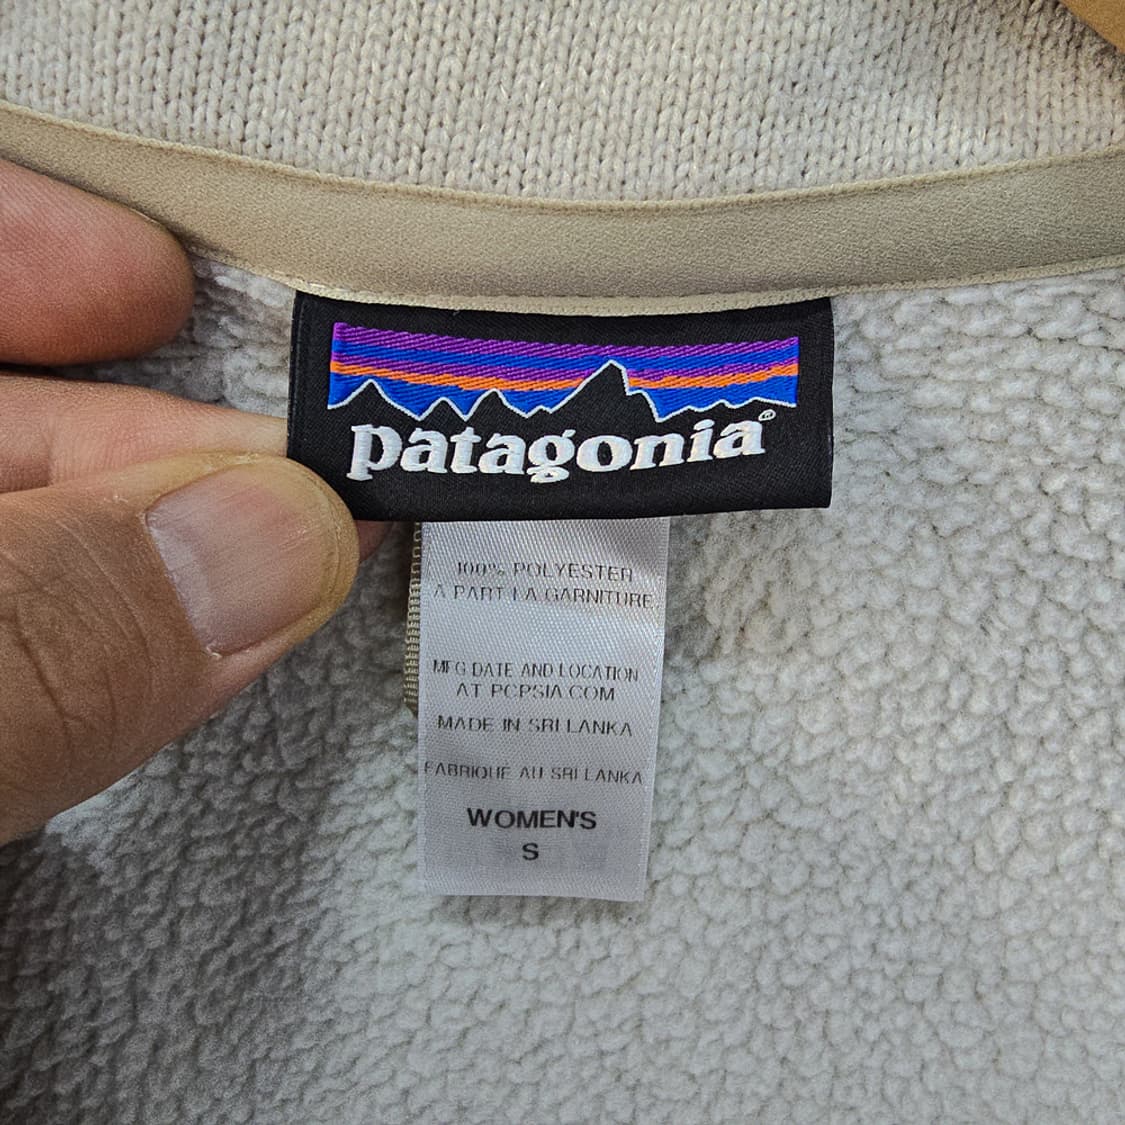 patagonia®
100% POLYESTER
À PART LA GARNITURE
MFG DATE AND LOCATION
AT PCPSIA.COM
MADE IN SRI LANKA
FABRIQUE AU SRI LANKA
WOMEN'S
S